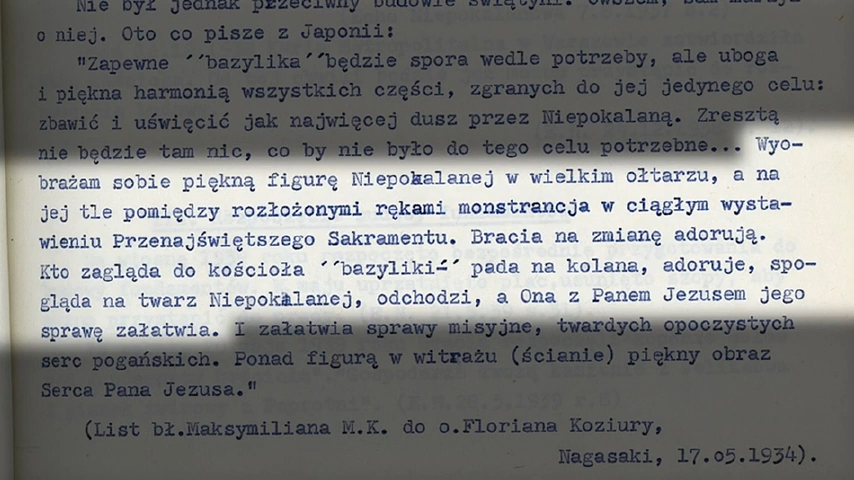 Nie był jednak przeciwny budowie świątyni. Owszem, sam marzył
o niej. Oto co pisze z Japonii:
"Zapewne ´´bazylika´´będzie spora wedle potrzeby, ale uboga
i piękna harmonią wszystkich części, zgranych do jej jedynego celu:
zbawić i uświęcić jak najwięcej dusz przez Niepokalaną. Zresztą
nie będzie tam nic, co by nie było do tego celu potrzebne... Wyo-
brażam sobie piękną figurę Niepokalanej w wielkim ołtarzu, a na
jej tle pomiędzy rozłożonymi rękami monstrancja w ciągłym wysta-
wieniu Przenajświętszego Sakramentu. Bracia na zmianę adorują.
Kto zagląda do kościoła ´´bazyliki-´´ pada na kolana, adoruje, spo-
gląda na twarz Niepokalanej, odchodzi, a Ona z Panem Jezusem jego
sprawę załatwia. I załatwia sprawy misyjne, twardych opoczystych
serc pogańskich. Ponad figurą w witrażu (ścianie) piękny obraz
Serca Pana Jezusa."
(List bł.Maksymiliana M.K. do o.Floriana Koziury,
Nagasaki, 17.05.1934).